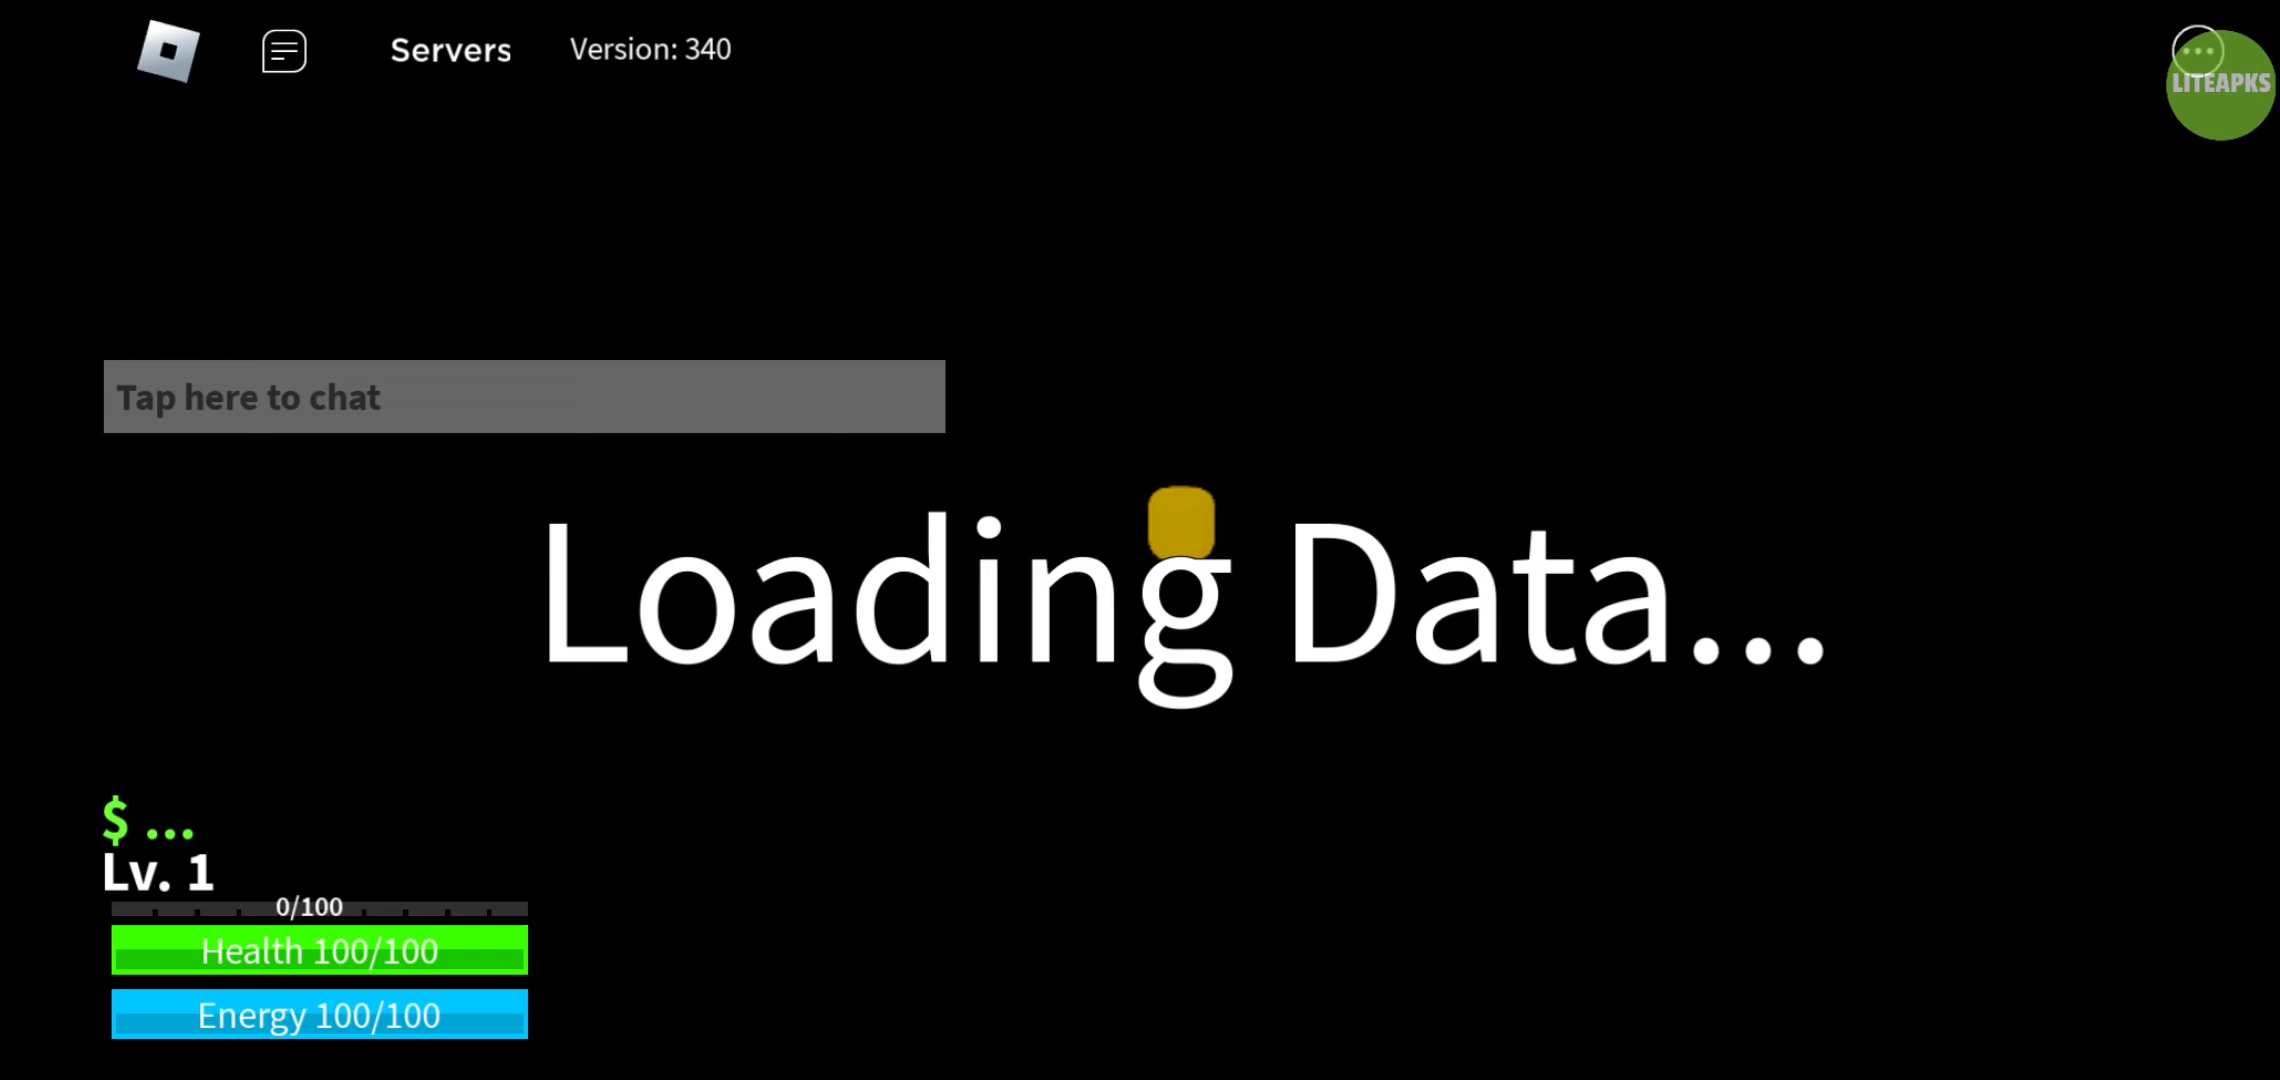 Servers
Version: 340
LITEAPKS
Tap here to chat
Loading Data...
$ ...
Lv. 1
0/100
Health 100/100
Energy 100/100